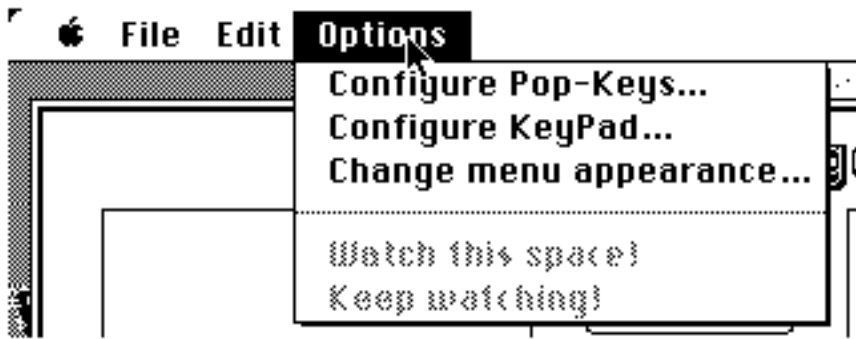 File Edit Options
Configure Pop-Keys...
Configure KeyPad...
Change menu appearance...
Watch this space!
Keep watching!